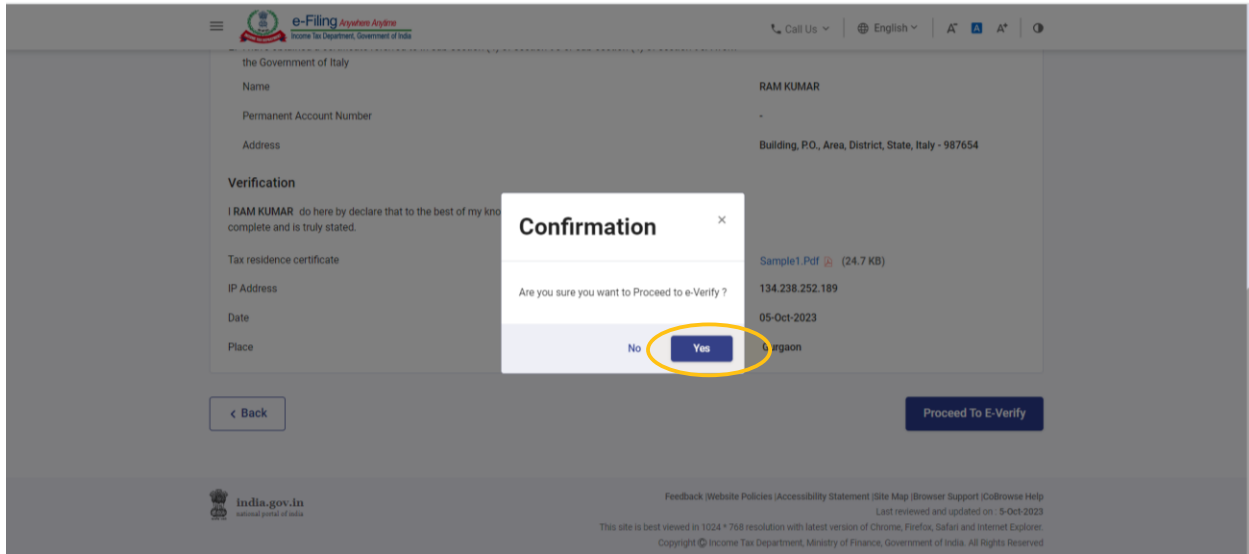 e-Filing Anywhere Anytime
Income Tax Department, Government of India
Call Us
English
A-
A
A+
the Government of Italy
Name
RAM KUMAR
Permanent Account Number
-
Address
Building, P.O., Area, District, State, Italy - 987654
Verification
I RAM KUMAR do here by declare that to the best of my kno
complete and is truly stated.
Tax residence certificate
Sample1.Pdf (24.7 KB)
IP Address
134.238.252.189
Date
05-Oct-2023
Place
Gurgaon
Confirmation
×
Are you sure you want to Proceed to e-Verify ?
No
Yes
< Back
Proceed To E-Verify
india.gov.in
national portal of india
Feedback |Website Policies |Accessibility Statement |Site Map |Browser Support |CoBrowse Help
Last reviewed and updated on : 5-Oct-2023
This site is best viewed in 1024 * 768 resolution with latest version of Chrome, Firefox, Safari and Internet Explorer.
Copyright © Income Tax Department, Ministry of Finance, Government of India. All Rights Reserved